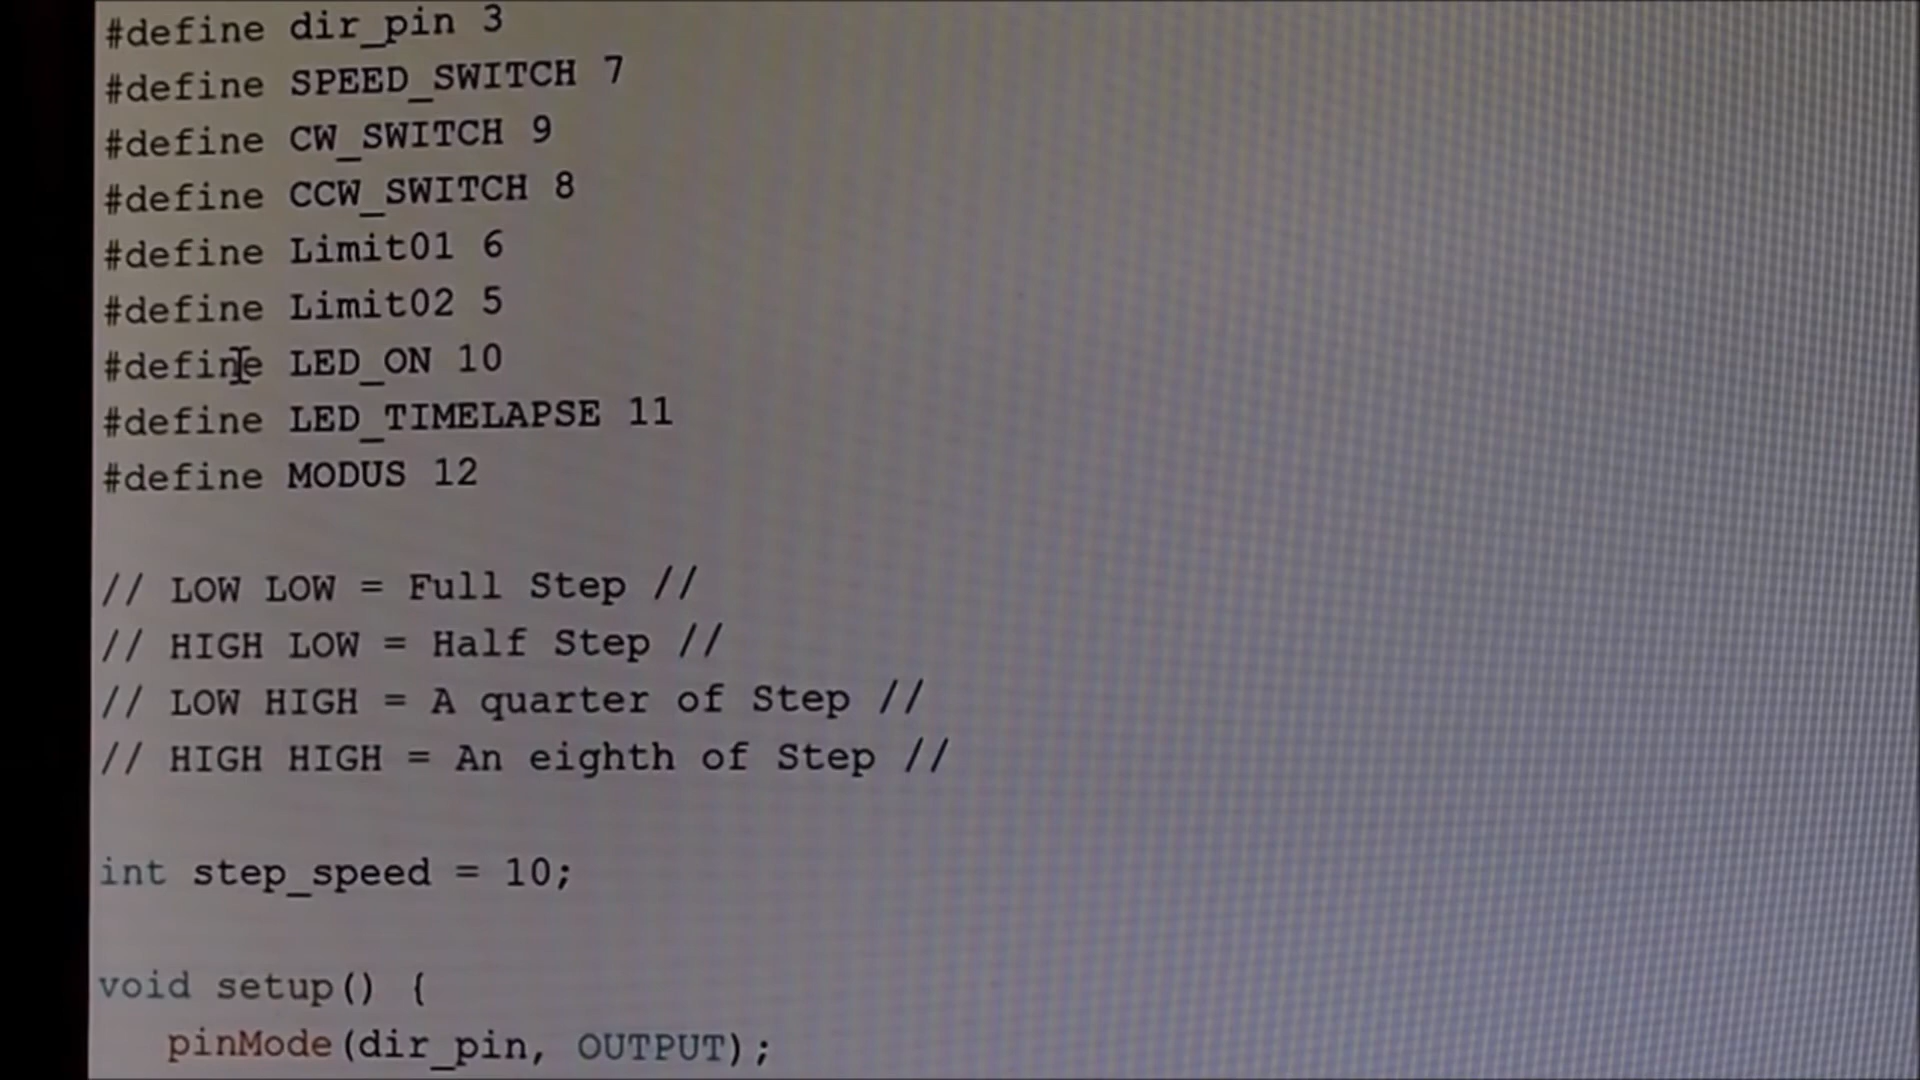 #define dir_pin 3
#define SPEED_SWITCH 7
#define CW_SWITCH 9
#define CCW_SWITCH 8
#define Limit01 6
#define Limit02 5
#define LED_ON 10
#define LED_TIMELAPSE 11
#define MODUS 12
// LOW LOW = Full Step //
// HIGH LOW = Half Step //
// LOW HIGH = A quarter of Step //
// HIGH HIGH = An eighth of Step //
int step_speed = 10;
void setup() {
pinMode(dir_pin, OUTPUT);